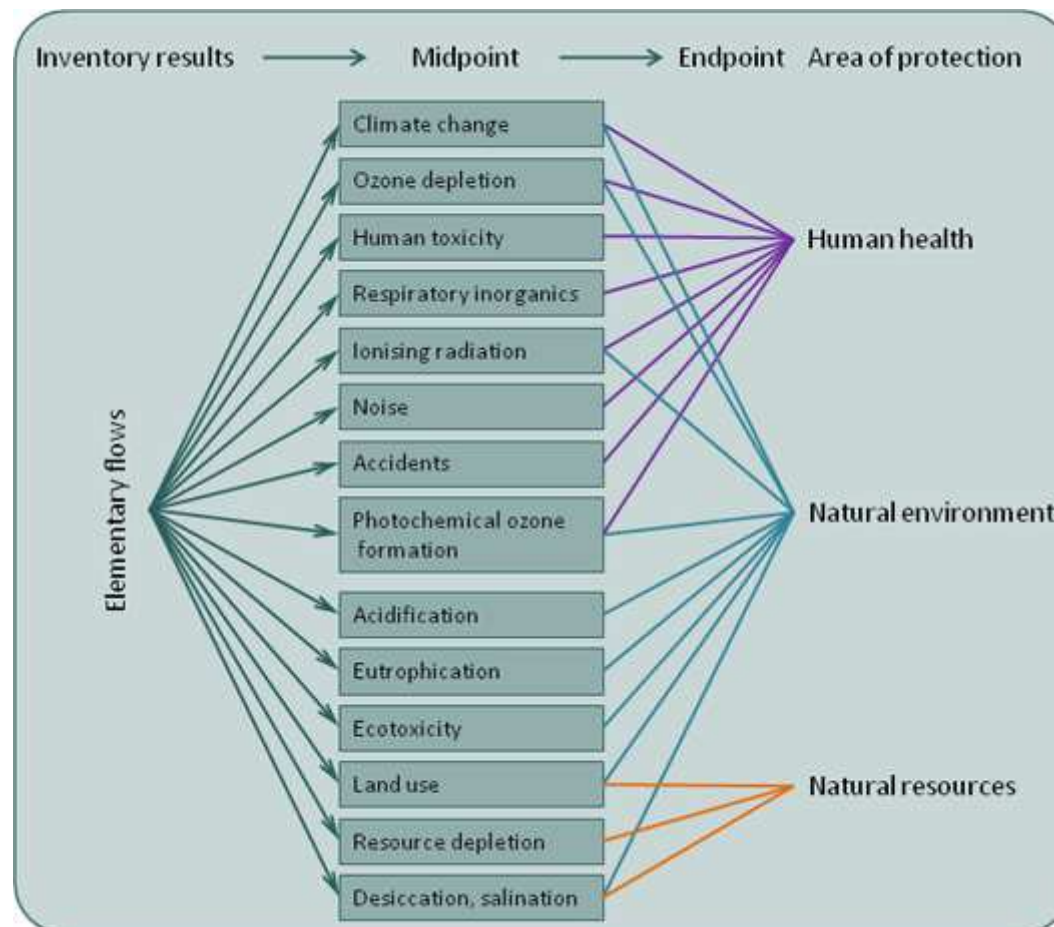 Inventory results
Midpoint
Endpoint
Area of protection
Elementary flows
Climate change
Ozone depletion
Human toxicity
Respiratory inorganics
Ionising radiation
Noise
Accidents
Photochemical ozone
formation
Acidification
Eutrophication
Ecotoxicity
Land use
Resource depletion
Desiccation, salination
Human health
Natural environment
Natural resources